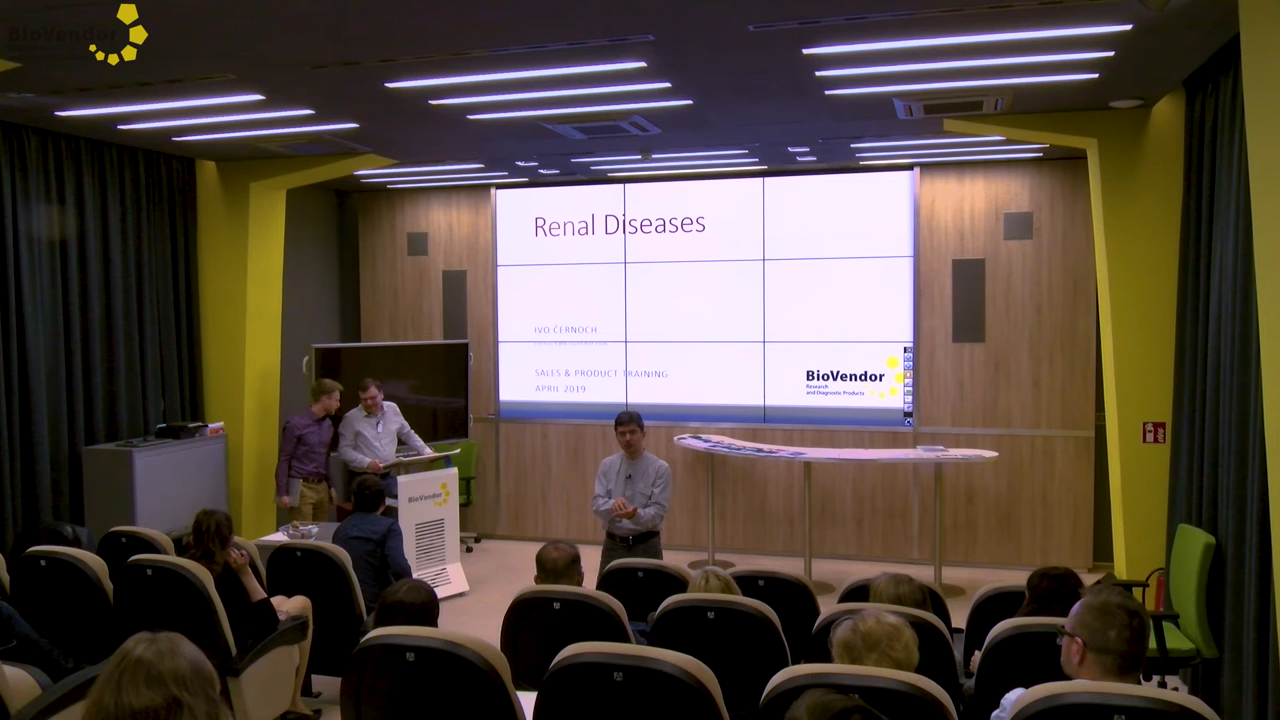 BioVendor
Renal Diseases
IVO ČERNOCH
SALES & PRODUCT TRAINING
APRIL 2019
BioVendor
Research
and Diagnostic Products
BioVendor